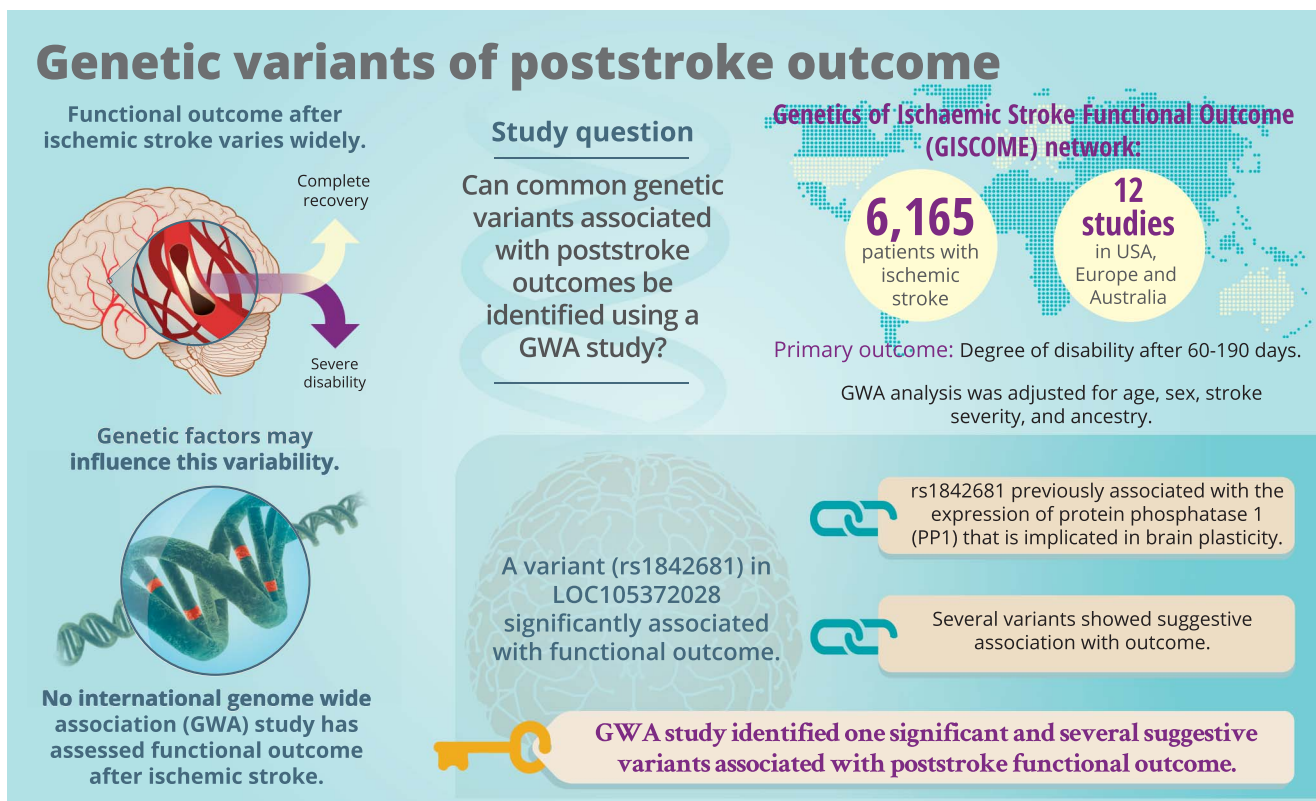 Genetic variants of poststroke outcome
Functional outcome after
ischemic stroke varies widely.
Complete
recovery
Severe
disability
Genetic factors may
influence this variability.
No international genome wide
association (GWA) study has
assessed functional outcome
after ischemic stroke.
Study question
Can common genetic
variants associated
with poststroke
outcomes be
identified using a
GWA study?
Genetics of Ischaemic Stroke Functional Outcome
(GISCOME) network:
6,165
patients with
ischemic
stroke
12
studies
in USA,
Europe and
Australia
Primary outcome: Degree of disability after 60-190 days.
GWA analysis was adjusted for age, sex, stroke
severity, and ancestry.
A variant (rs1842681) in
LOC105372028
significantly associated
with functional outcome.
rs1842681 previously associated with the
expression of protein phosphatase 1
(PP1) that is implicated in brain plasticity.
Several variants showed suggestive
association with outcome.
GWA study identified one significant and several suggestive
variants associated with poststroke functional outcome.